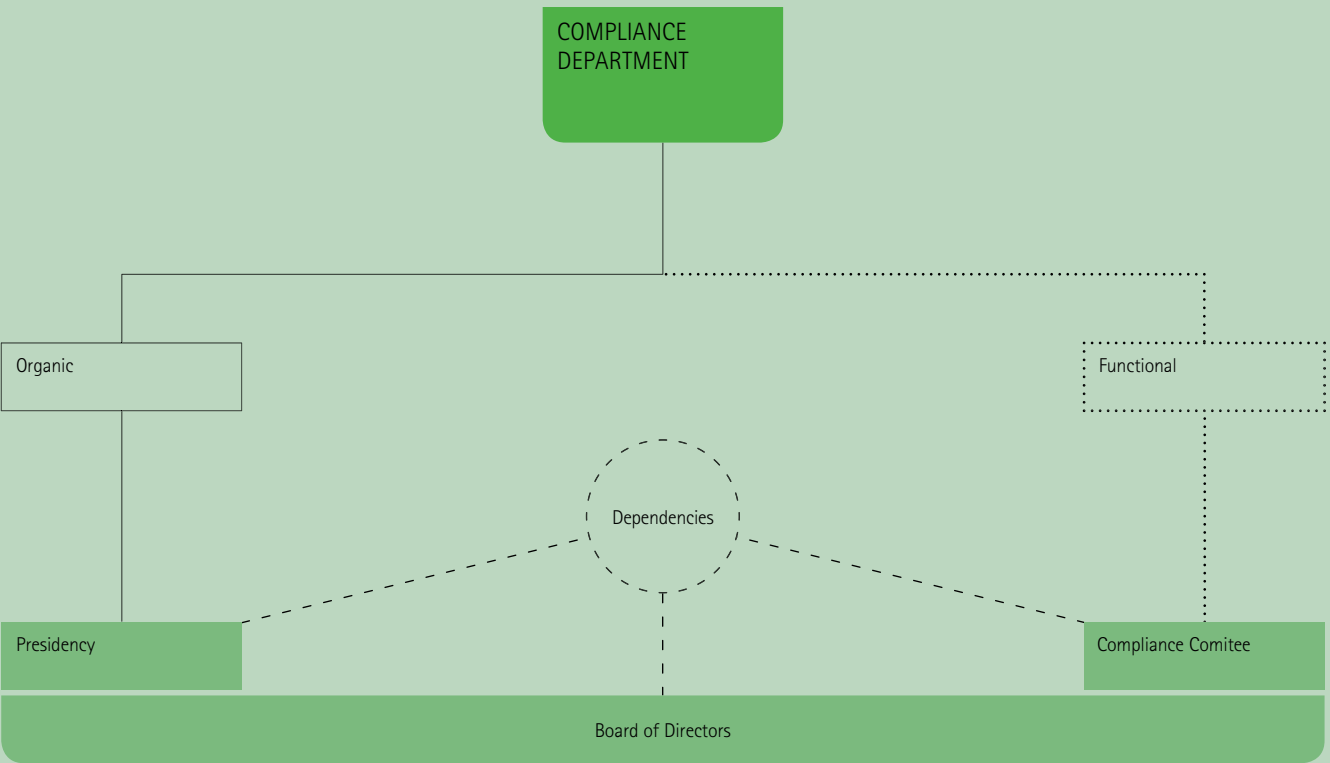 COMPLIANCE
DEPARTMENT
Organic
Functional
Dependencies
Presidency
Compliance Comitee
Board of Directors